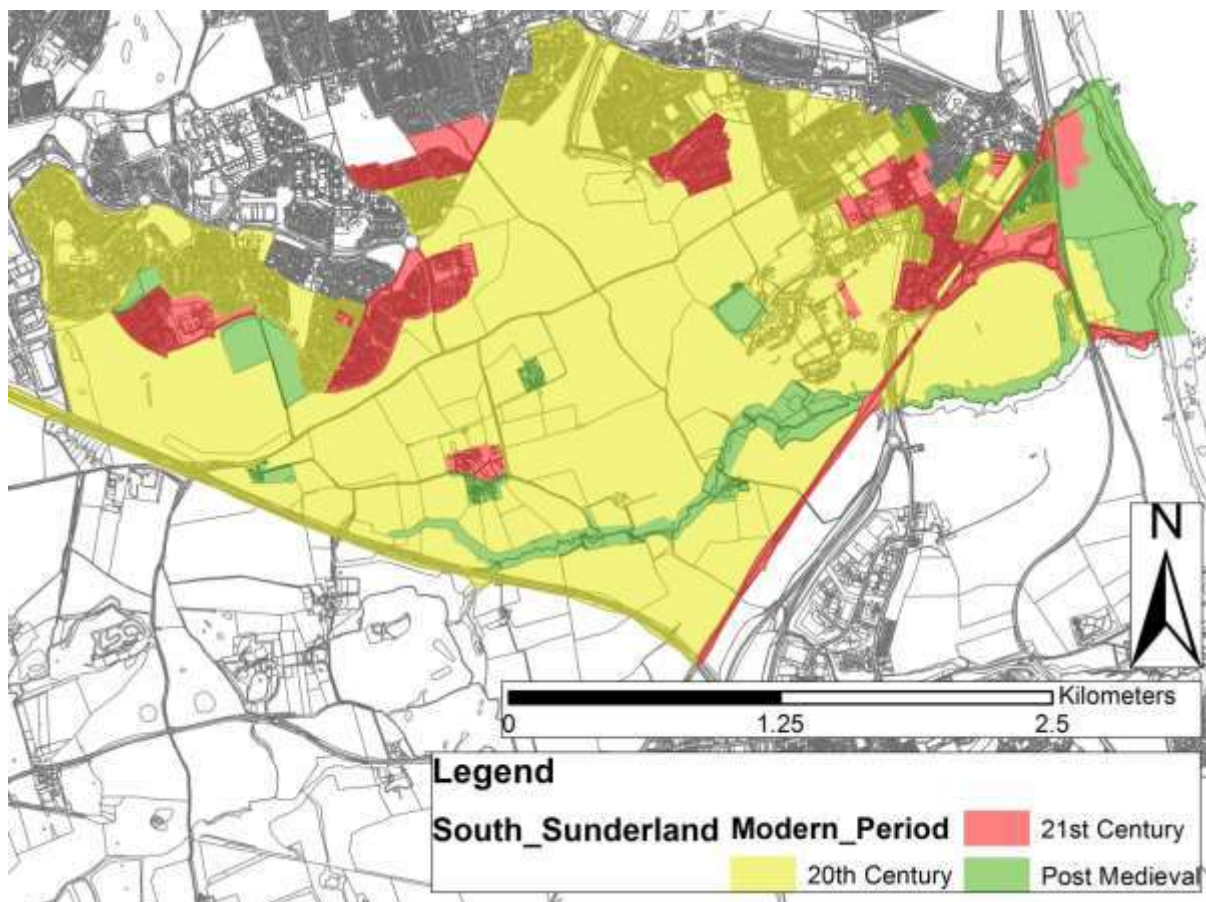 N
Kilometers
0 1.25 2.5
Legend
South_Sunderland Modern_Period 21st Century
20th Century Post Medieval